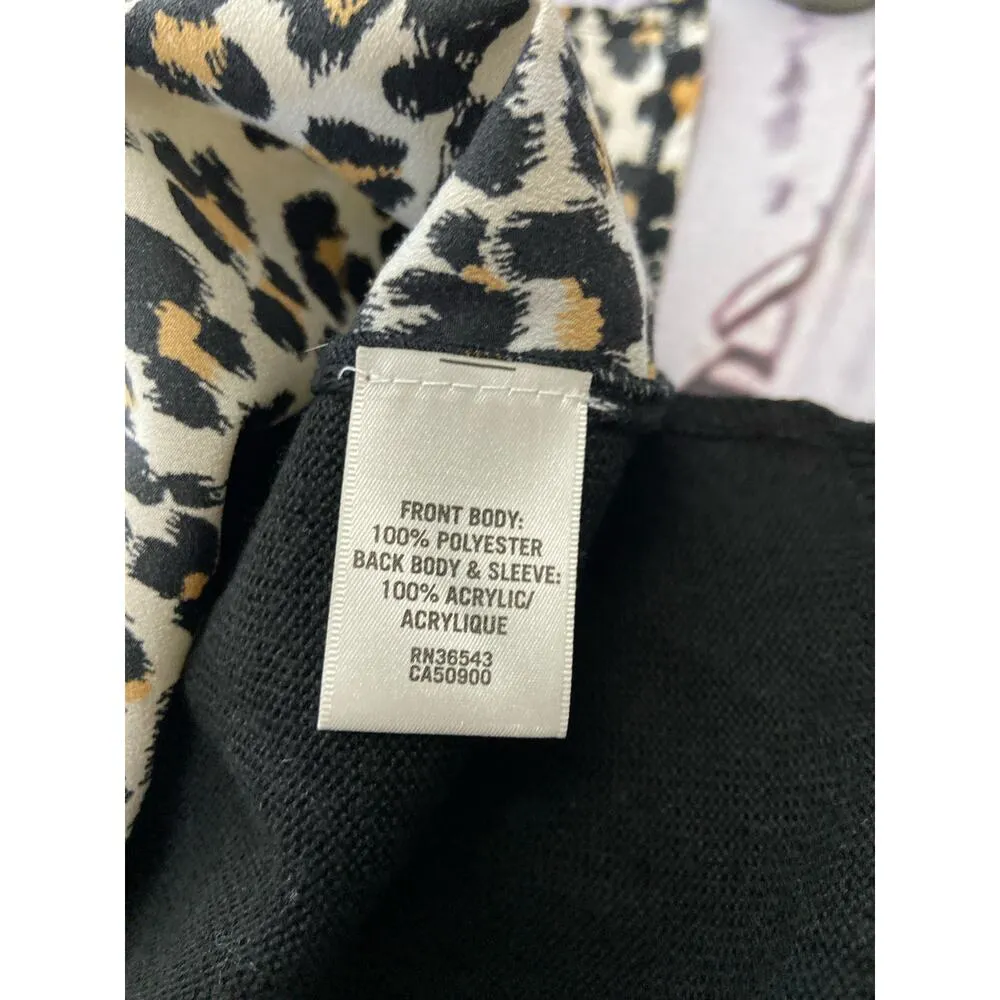 FRONT BODY:
100% POLYESTER
BACK BODY & SLEEVE:
100% ACRYLIC/
ACRYLIQUE
RN36543
CA50900